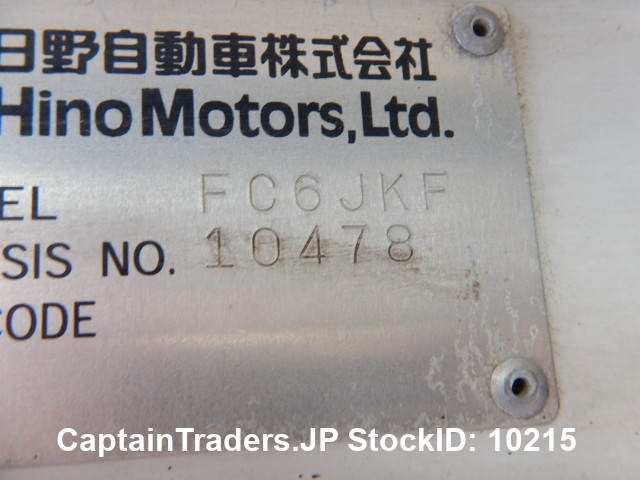 日野自動車株式会社
Hino Motors, Ltd.
EL FC6JKF
SIS NO. 10478
CODE
CaptainTraders.JP StockID: 10215